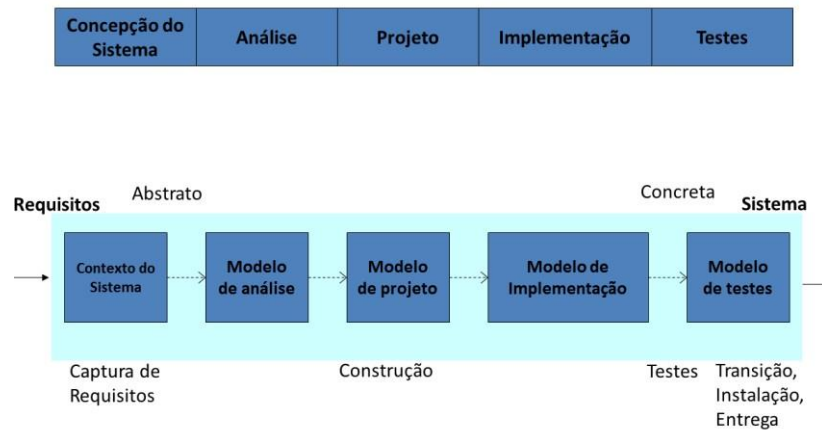 Concepção do
Sistema
Análise
Projeto
Implementação
Testes
Abstrato
Concreta
Requisitos
Sistema
Contexto do
Sistema
Modelo
de análise
Modelo
de projeto
Modelo de
Implementação
Modelo
de testes
Captura de
Requisitos
Construção
Testes
Transição,
Instalação,
Entrega